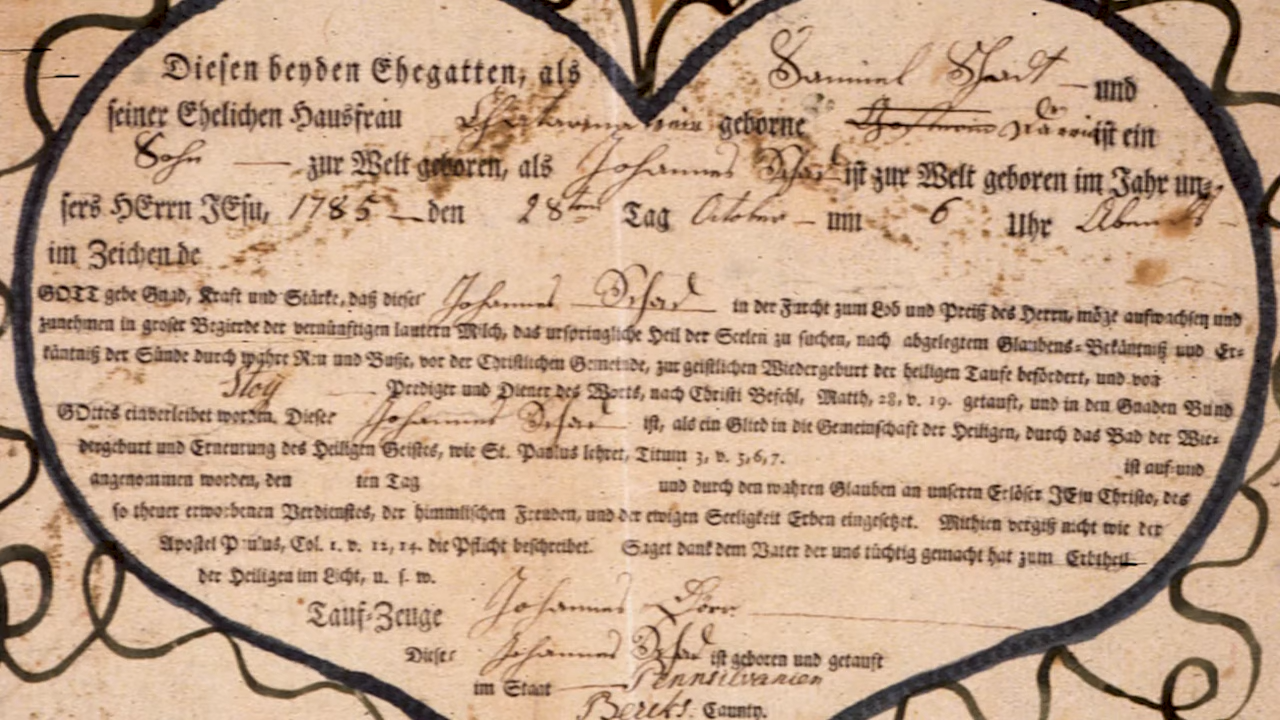 Diesen beyden Ehegatten, als Samuel Schadt und
seiner Ehelichen Hausfrau geborne ist ein
Sohn zur Welt geboren, als Johannes Schad ist zur Welt geboren im Jahr un-
sers HErrn JEsu, 1785 den 28ten Tag October um 6 Uhr Abends
im Zeichen de
GOTT gebe Gnad, Kraft und Stärke, daß dieser Johannes Schad in der Furcht zum Lob und Preiß des Herrn, möge aufwachsen und
zunehmen in groser Begierde der vernünftigen lautern Milch, das urspringliche Heil der Seelen zu suchen, nach abgelegtem Glaubens-Bekäntniß und Er-
käntniß der Sünde durch wahre Reu und Buße, vor der Christlichen Gemeinde, zur geistlichen Wiedergeburt der heiligen Taufe befördert, und von
Stoy Prediger und Diener des Worts, nach Christi Befehl, Matth, 28, v. 19. getauft, und in den Gnaden Bund
GOttes einverleibet worden. Dieser Johannes Schad ist, als ein Glied in die Gemeinschaft der Heiligen, durch das Bad der Wie-
dergeburt und Erneurung des Heiligen Geistes, wie St. Paulus lehret, Titum 3, v. 5,6,7. ist auf-und
angenommen worden, den ten Tag und durch den wahren Glauben an unseren Erlöser JEsu Christo, des
so theuer erworbenen Verdienstes, der himmlischen Freuden, und der ewigen Seeligkeit Erben eingesetzet. Mithien vergiß nicht wie der
Apostel Paulus, Col. 1. v. 12, 14. die Pflicht beschreibet. Saget dank dem Vater der uns tüchtig gemacht hat zum Erbtheil
der Heiligen im Licht, u. s. w.
Tauf-Zeuge Johannes Dörr
Dieser Johannes Schad ist geboren und getauft
im Staat Pennsilvanien
Bercks County.